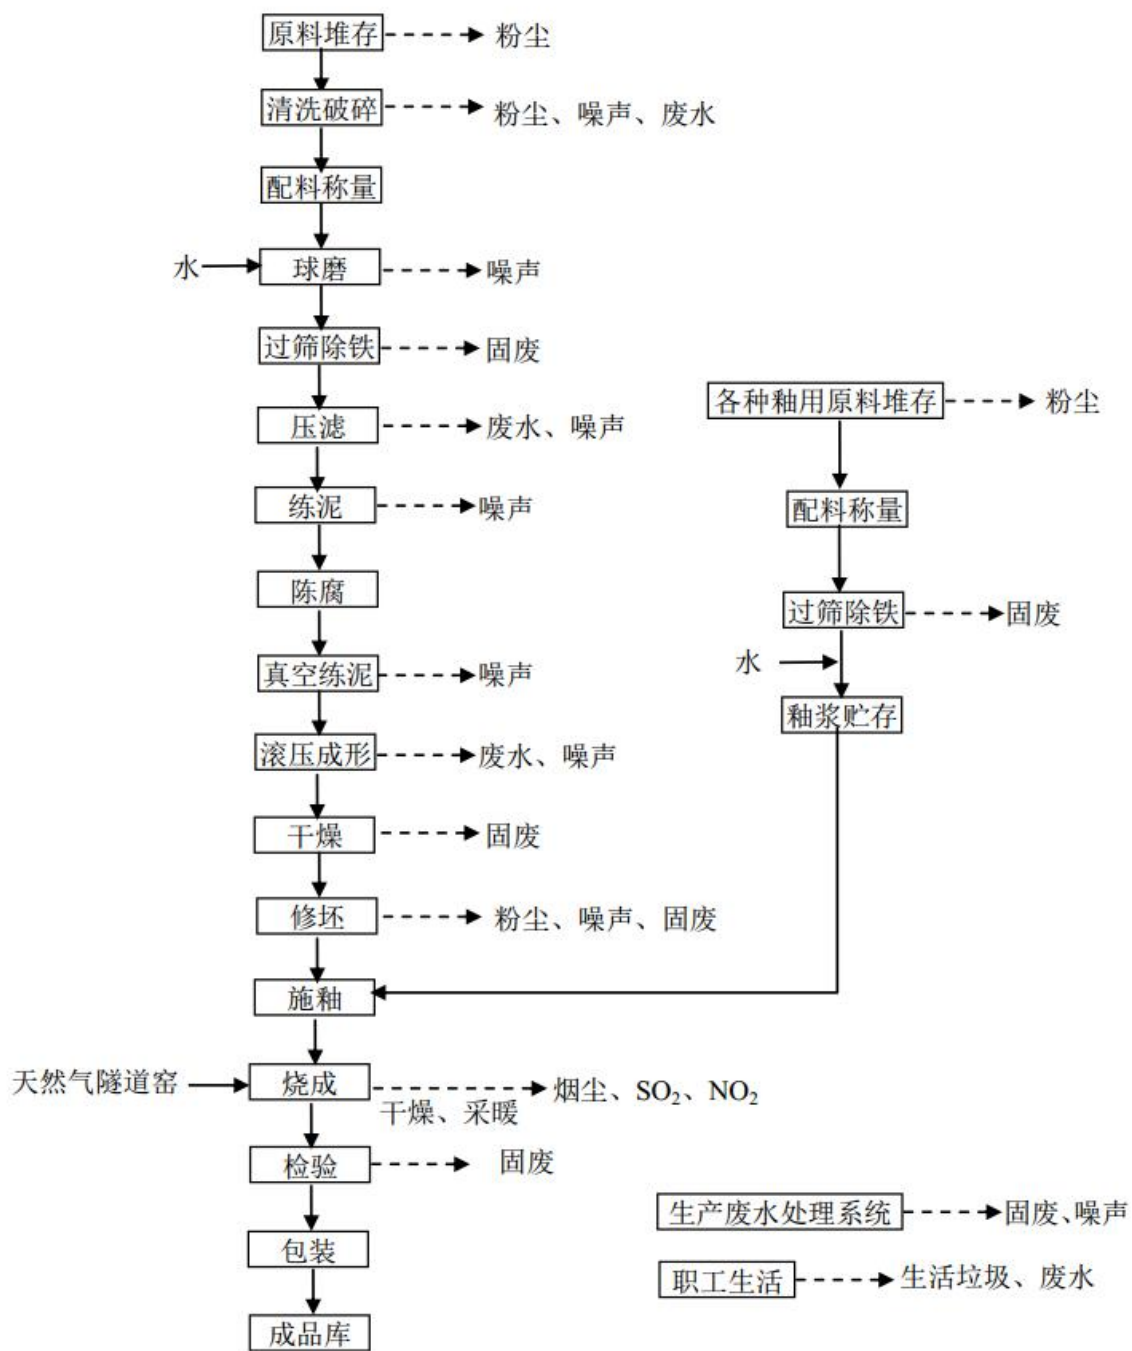 原料堆存
粉尘
清洗破碎
粉尘、噪声、废水
配料称量
水
球磨
噪声
过筛除铁
固废
压滤
废水、噪声
练泥
噪声
陈腐
真空练泥
噪声
滚压成形
废水、噪声
干燥
固废
修坯
粉尘、噪声、固废
施釉
天然气隧道窑
烧成
干燥、采暖
烟尘、SO₂、NO₂
检验
固废
包装
成品库
各种釉用原料堆存
粉尘
配料称量
过筛除铁
固废
水
釉浆贮存
生产废水处理系统
固废、噪声
职工生活
生活垃圾、废水